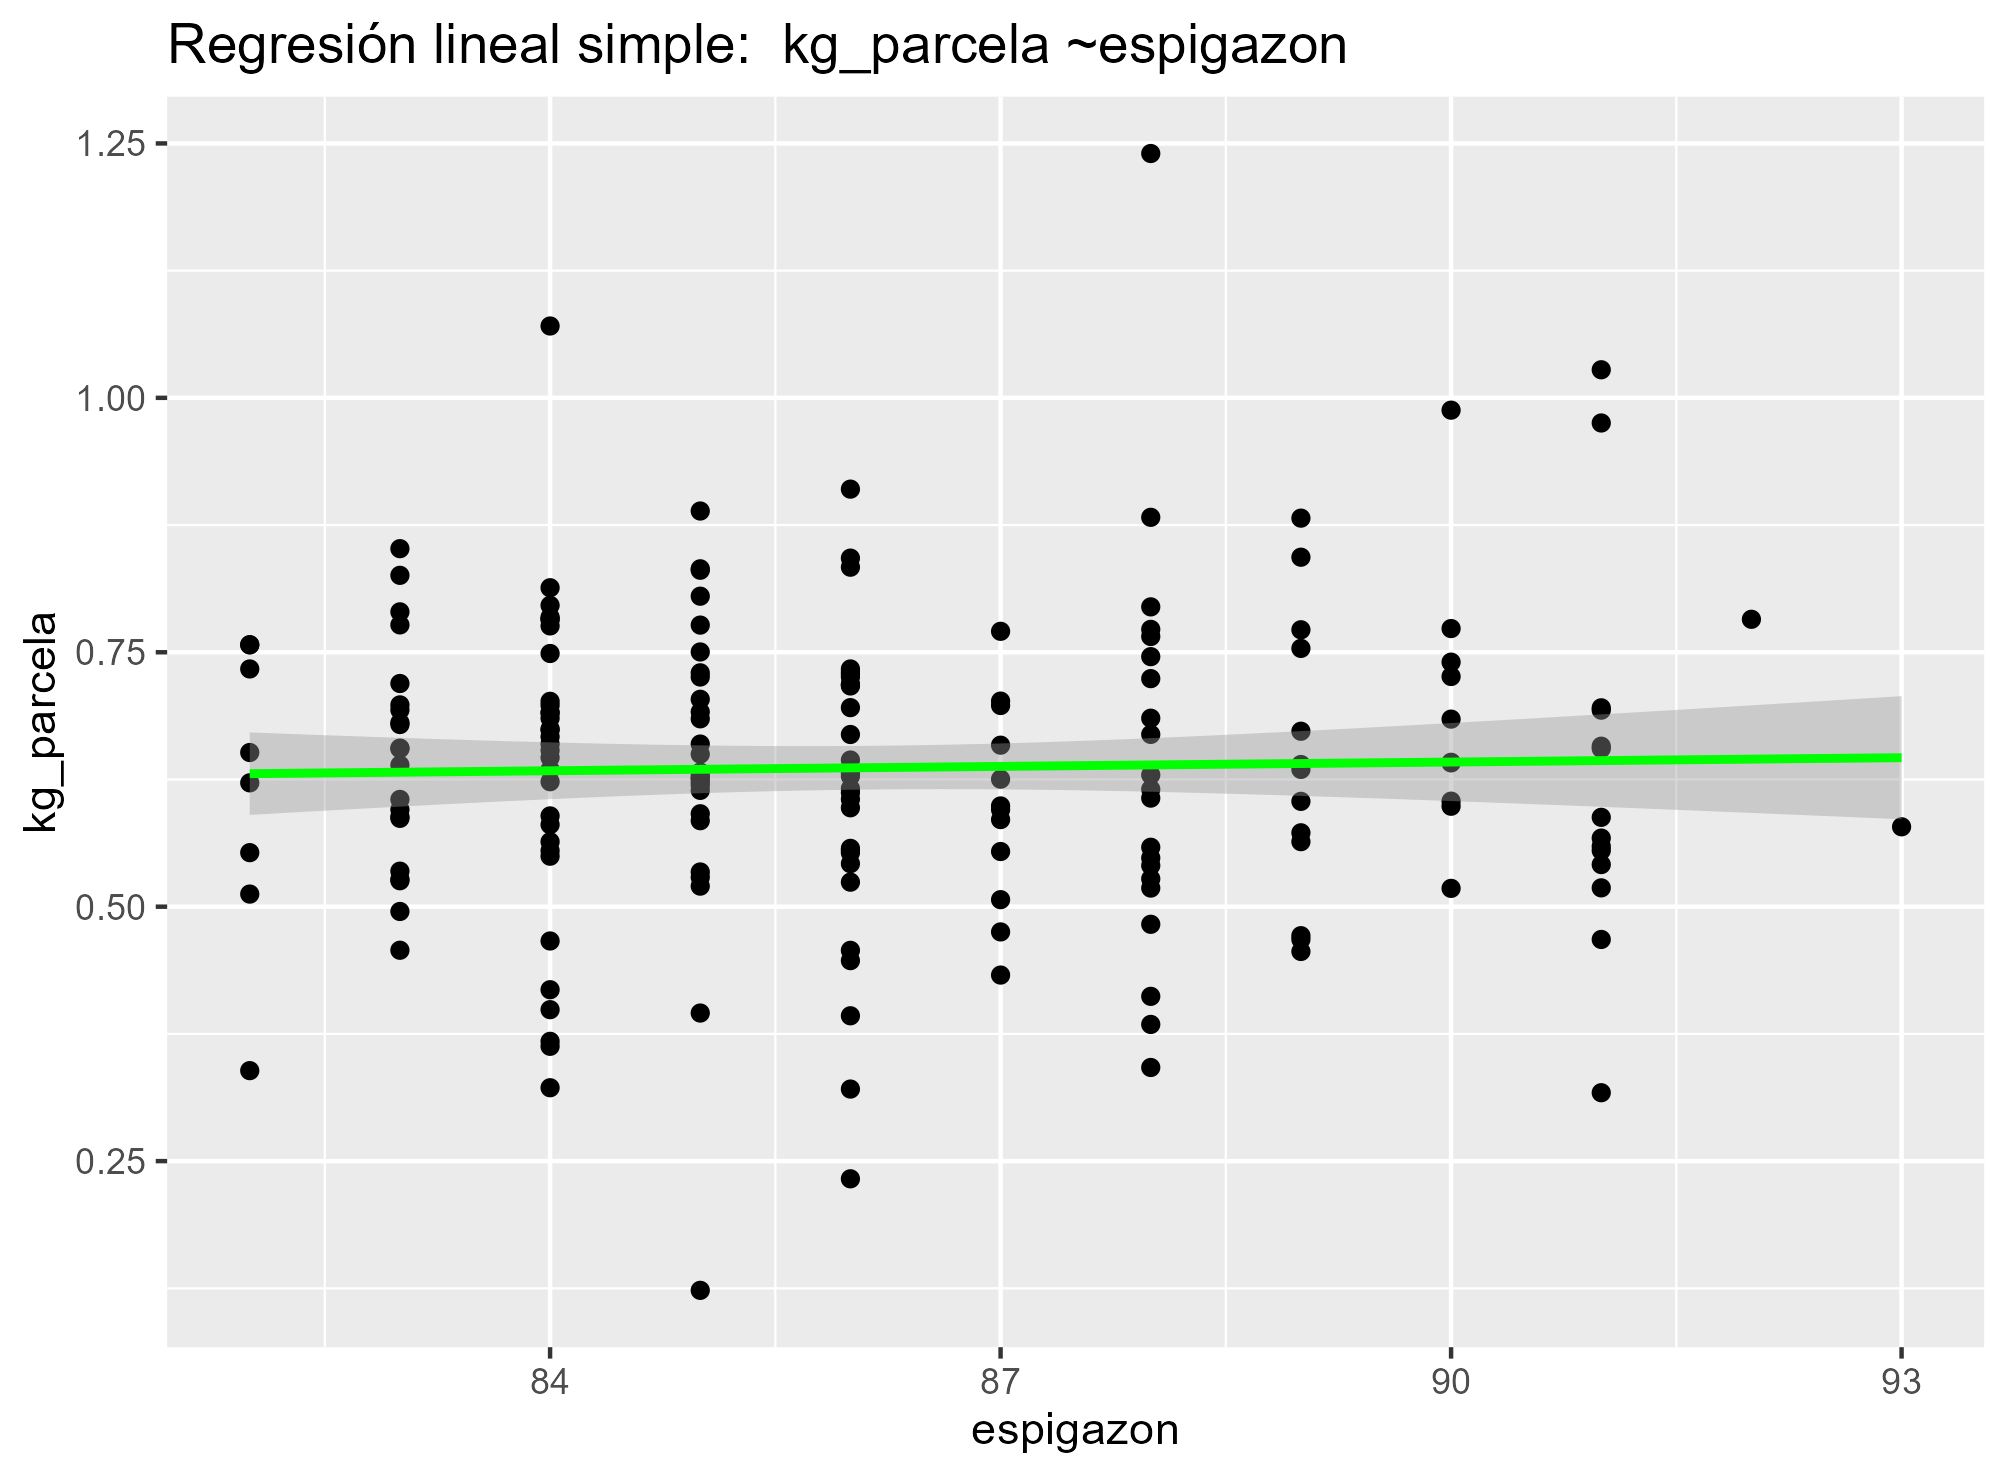 Regresión lineal simple:  kg_parcela ~espigazon
kg_parcela
1.25
1.00
0.75
0.50
0.25
84 87 90 93
espigazon